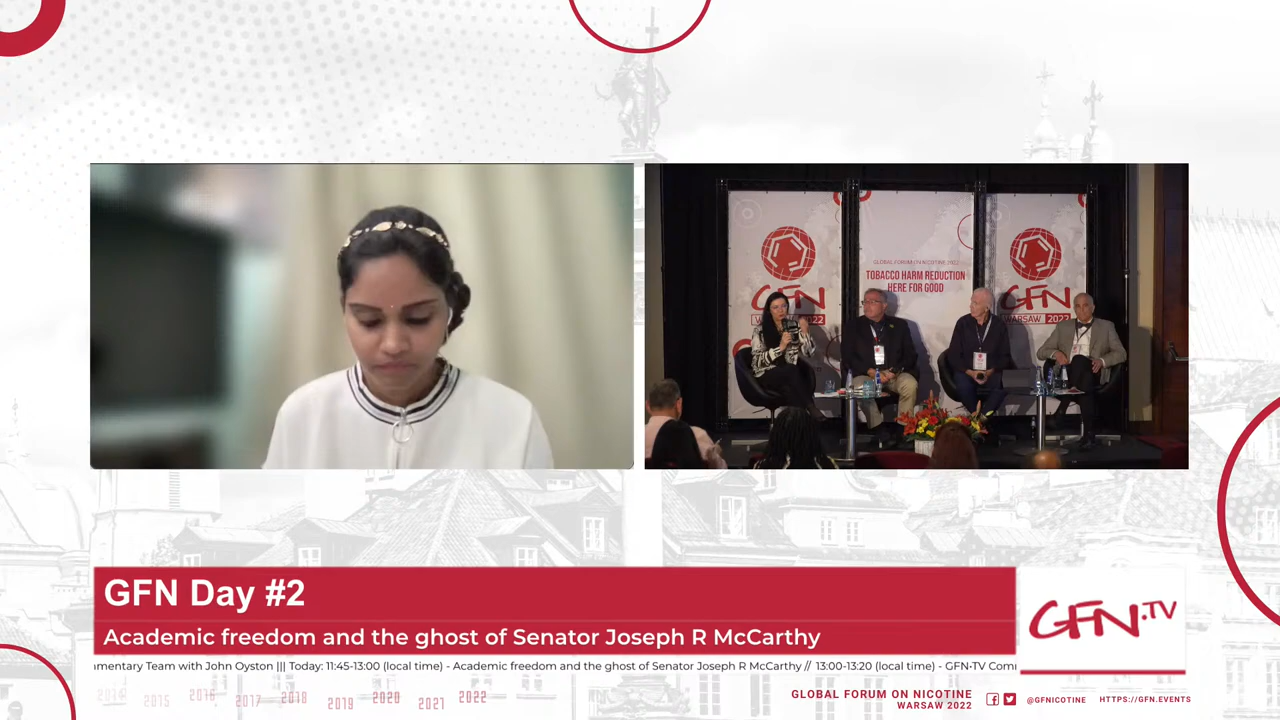 GLOBAL FORUM ON NICOTINE 2022
TOBACCO HARM REDUCTION
HERE FOR GOOD
GFN
GFN
WARSAW 2022
2022
GFN Day #2
Academic freedom and the ghost of Senator Joseph R McCarthy
GFN.TV
mentary Team with John Oyston ||| Today: 11:45-13:00 (local time) - Academic freedom and the ghost of Senator Joseph R McCarthy // 13:00-13:20 (local time) - GFN•TV Com
2014 2015 2016 2017 2018 2019 2020 2021 2022
GLOBAL FORUM ON NICOTINE
WARSAW 2022
@GFNICOTINE
HTTPS://GFN.EVENTS